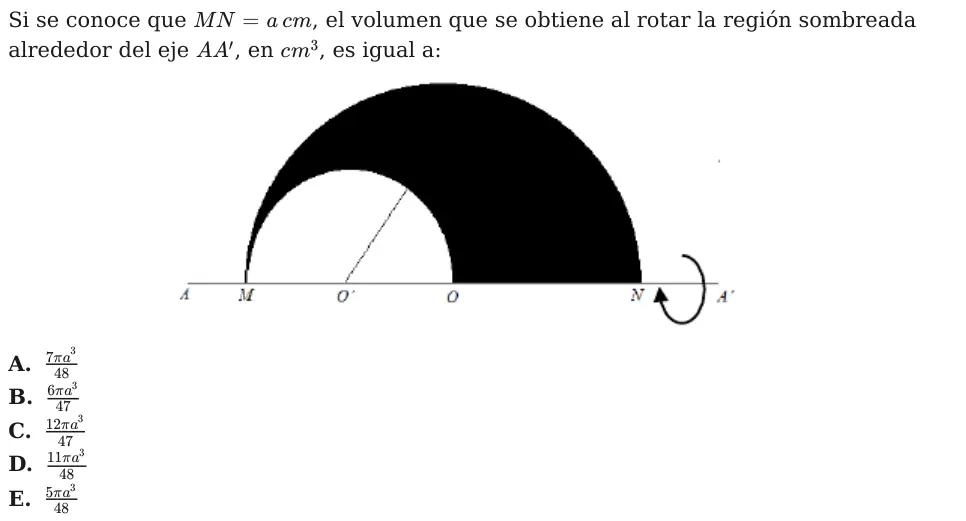 Si se conoce que MN = a cm, el volumen que se obtiene al rotar la región sombreada
alrededor del eje AA′, en cm³, es igual a:
A M O´ O N A´
A. 7πa³/48
B. 6πa³/47
C. 12πa³/47
D. 11πa³/48
E. 5πa³/48